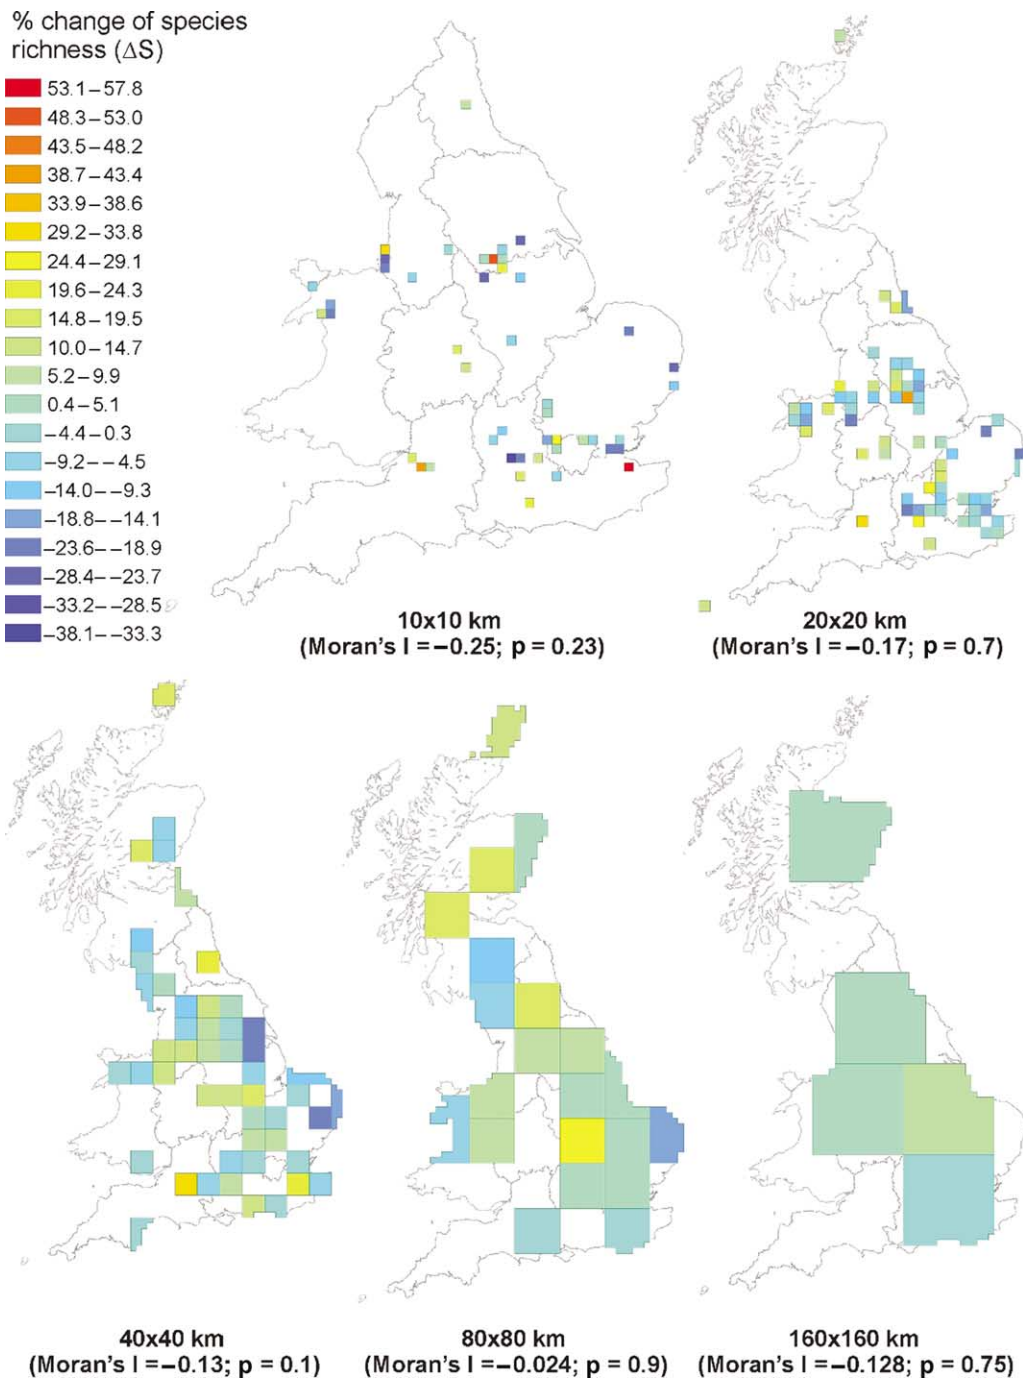 % change of species
richness (ΔS)
53.1–57.8
48.3–53.0
43.5–48.2
38.7–43.4
33.9–38.6
29.2–33.8
24.4–29.1
19.6–24.3
14.8–19.5
10.0–14.7
5.2–9.9
0.4–5.1
–4.4–0.3
–9.2––4.5
–14.0––9.3
–18.8––14.1
–23.6––18.9
–28.4––23.7
–33.2––28.5
–38.1––33.3
10x10 km
(Moran's I = –0.25; p = 0.23)
20x20 km
(Moran's I = –0.17; p = 0.7)
40x40 km
(Moran's I = –0.13; p = 0.1)
80x80 km
(Moran's I = –0.024; p = 0.9)
160x160 km
(Moran's I = –0.128; p = 0.75)